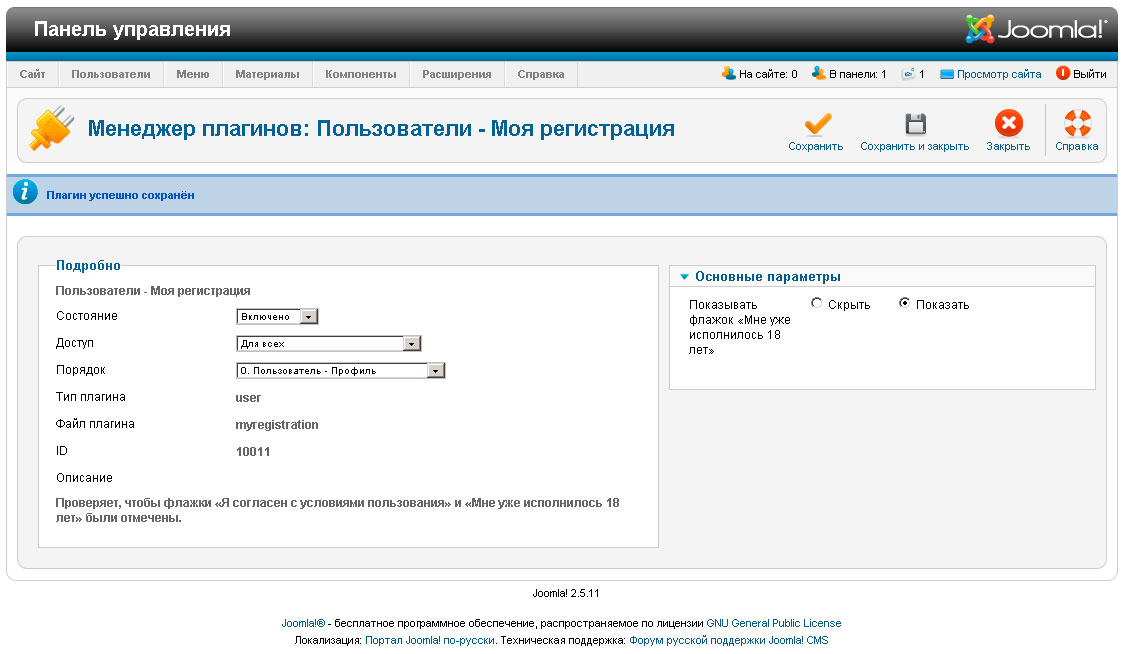 Панель управления
Joomla!
Сайт Пользователи Меню Материалы Компоненты Расширения Справка На сайте: 0 В панели: 1 1 Просмотр сайта Выйти
Менеджер плагинов: Пользователи - Моя регистрация
Сохранить Сохранить и закрыть Закрыть Справка
Плагин успешно сохранён
Подробно
Пользователи - Моя регистрация
Состояние Включено
Доступ Для всех
Порядок 0. Пользователь - Профиль
Тип плагина user
Файл плагина myregistration
ID 10011
Описание
Проверяет, чтобы флажки «Я согласен с условиями пользования» и «Мне уже исполнилось 18
лет» были отмечены.
Основные параметры
Показывать Скрыть Показать
флажок «Мне уже
исполнилось 18
лет»
Joomla! 2.5.11
Joomla!® - бесплатное программное обеспечение, распространяемое по лицензии GNU General Public License
Локализация: Портал Joomla! по-русски. Техническая поддержка: Форум русской поддержки Joomla! CMS